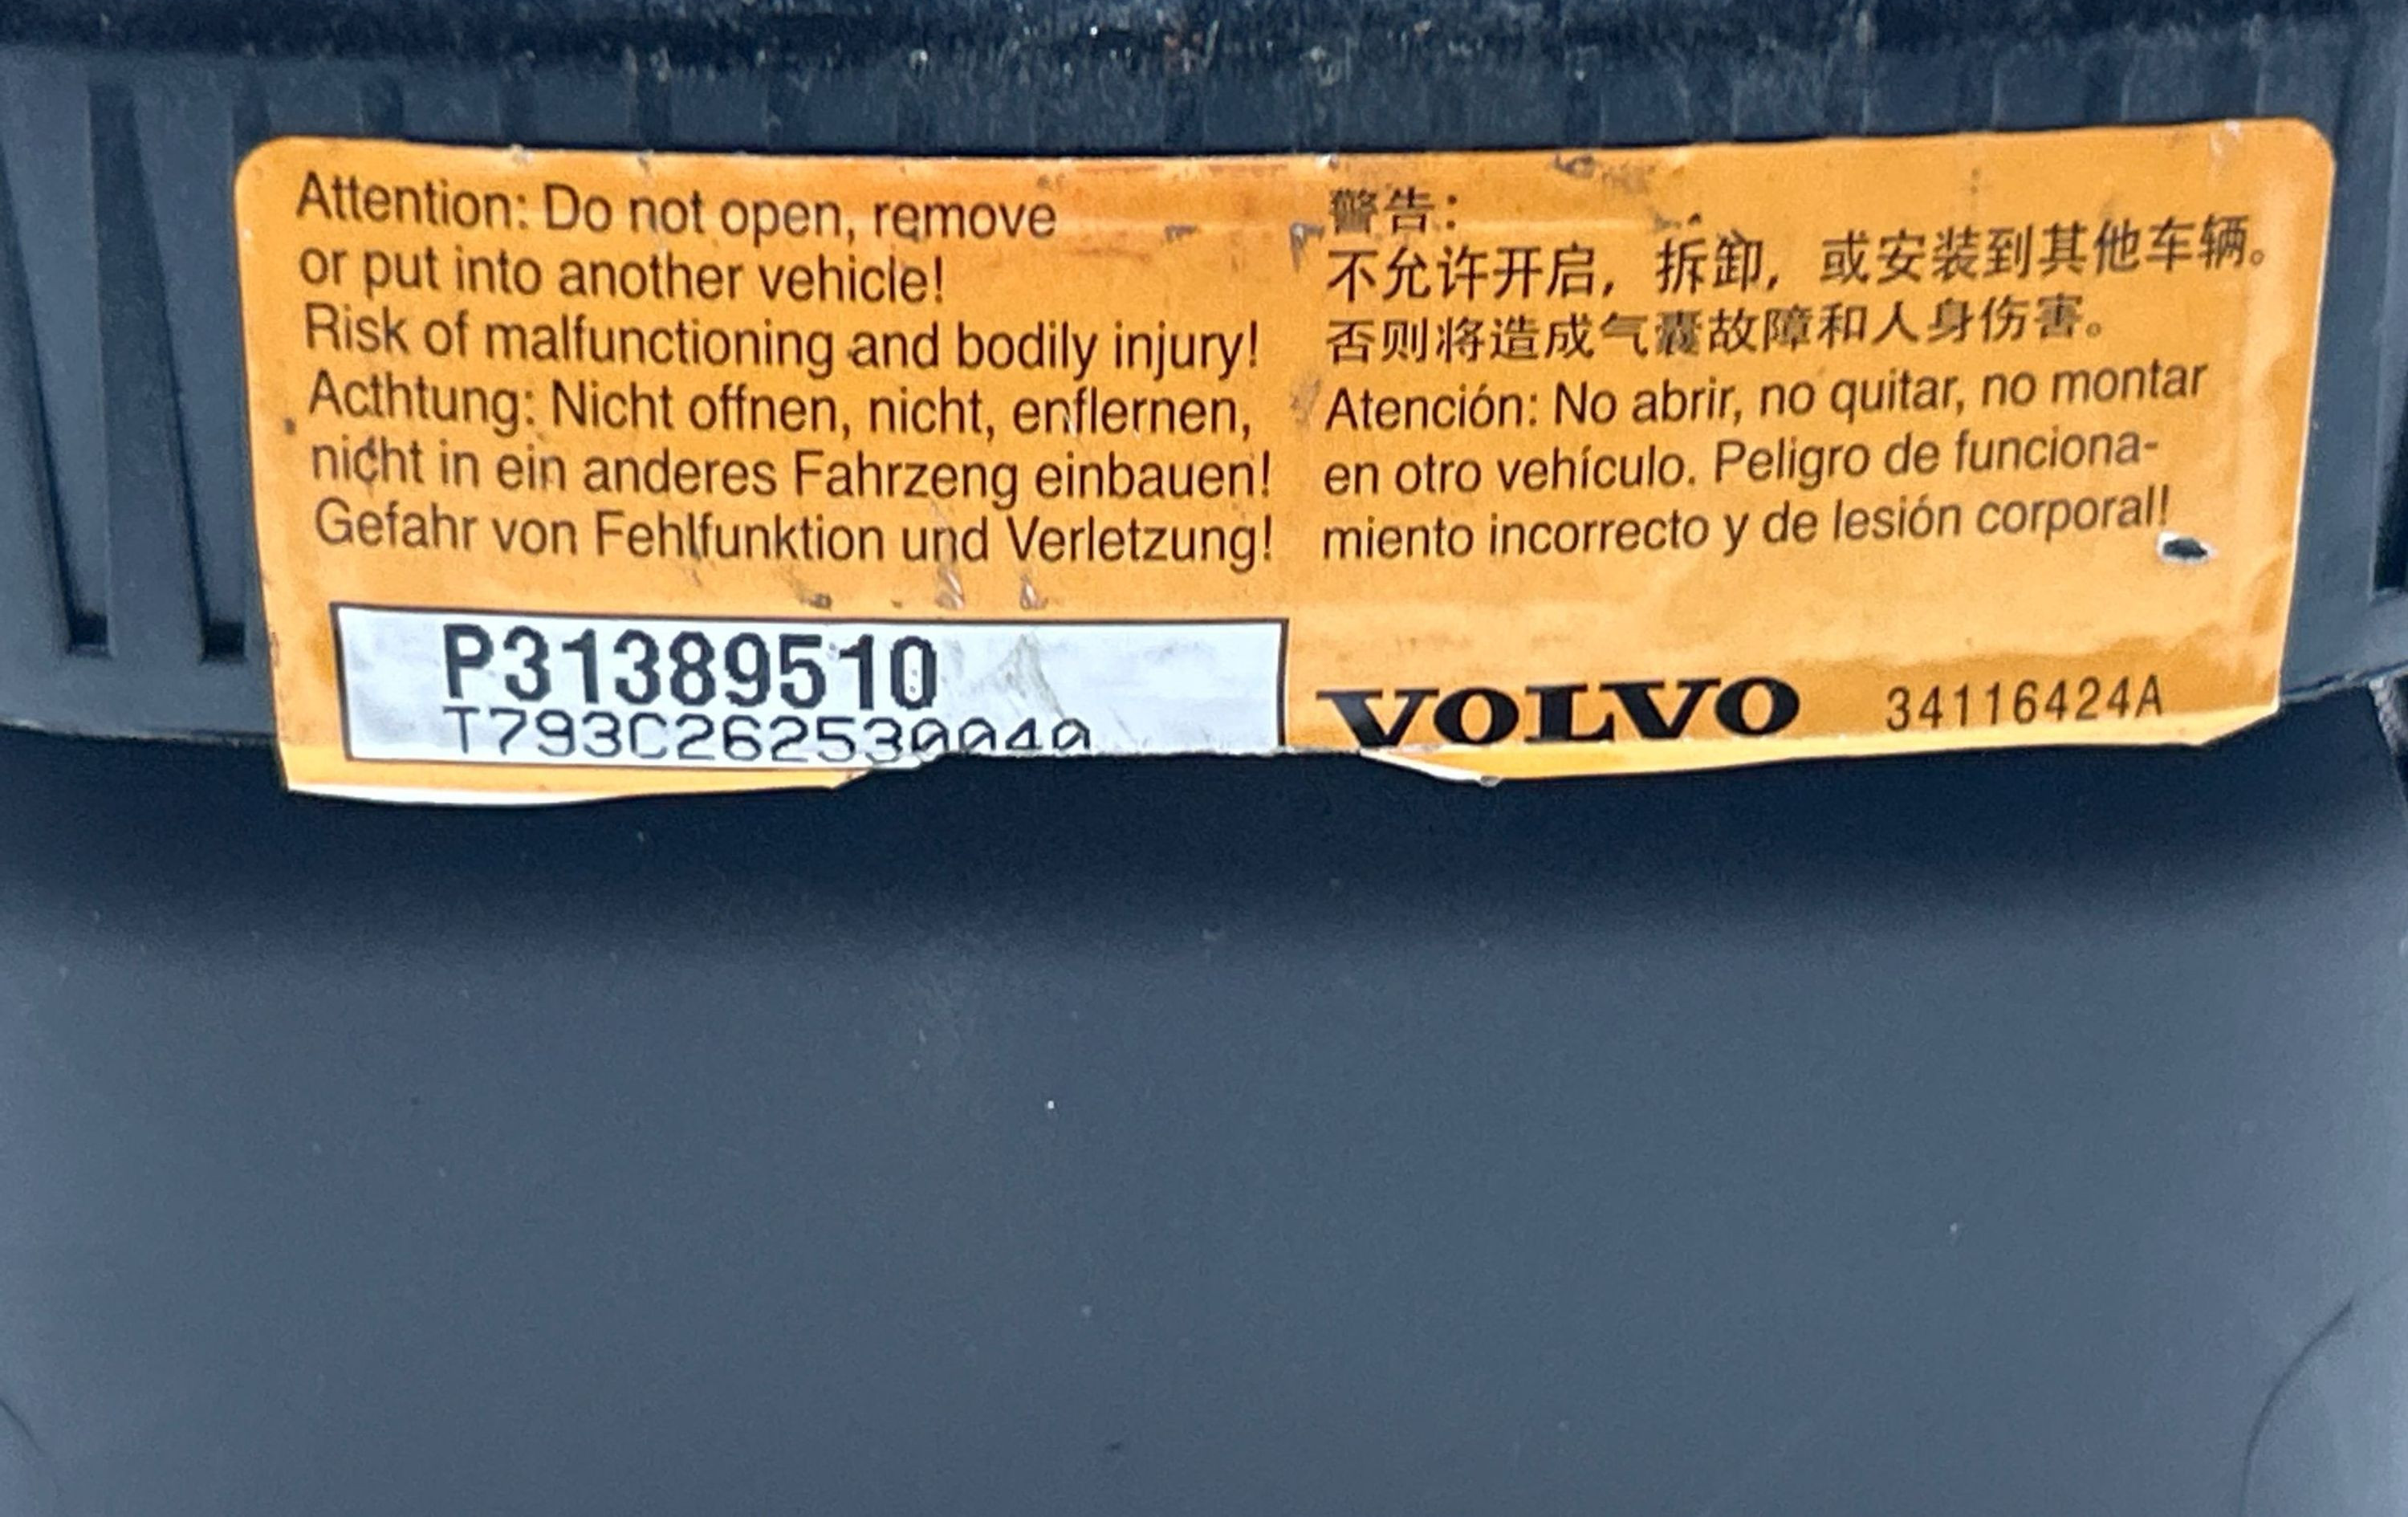 Attention: Do not open, remove
or put into another vehicle!
Risk of malfunctioning and bodily injury!
Acthtung: Nicht offnen, nicht, enflernen,
nicht in ein anderes Fahrzeng einbauen!
Gefahr von Fehlfunktion und Verletzung!
P31389510
T793C262530040
警告：
不允许开启，拆卸，或安装到其他车辆。
否则将造成气囊故障和人身伤害。
Atención: No abrir, no quitar, no montar
en otro vehículo. Peligro de funciona-
miento incorrecto y de lesión corporal!
VOLVO 34116424A